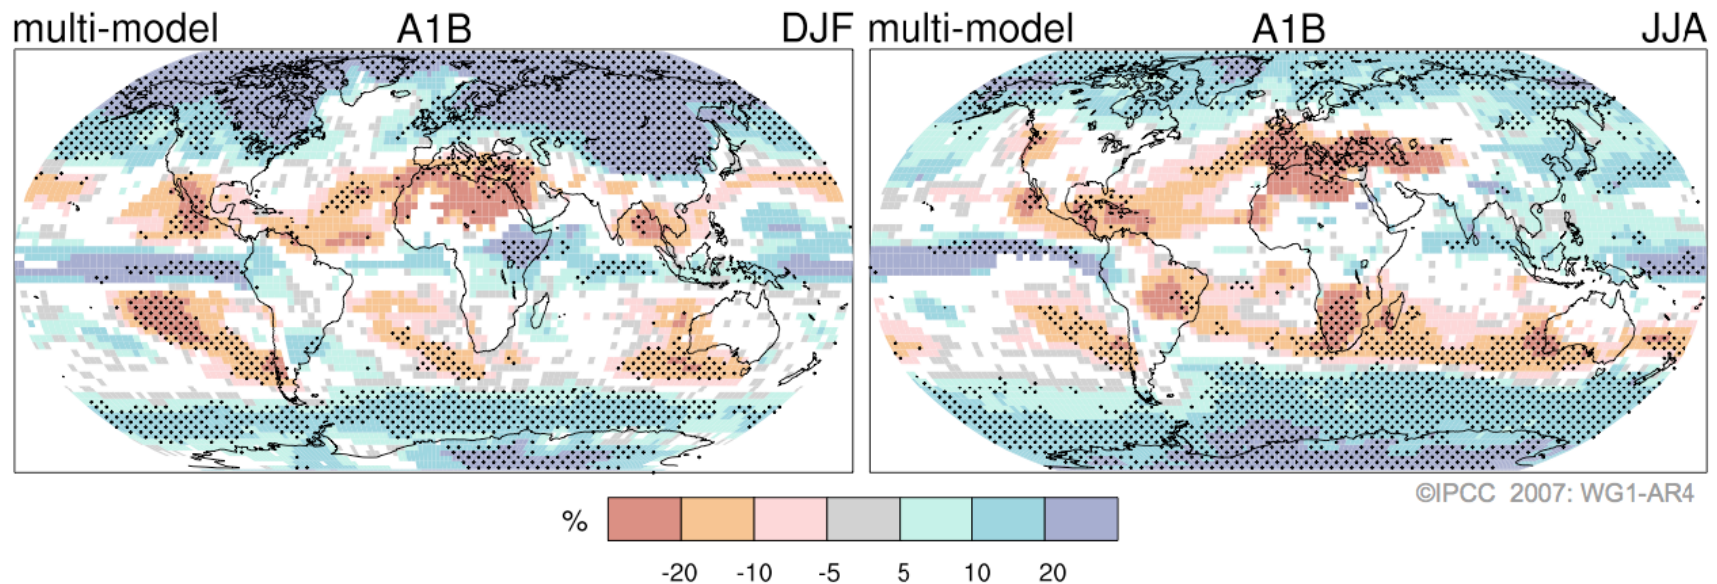 multi-model A1B DJF
multi-model A1B JJA
©IPCC 2007: WG1-AR4
%
-20 -10 -5 5 10 20